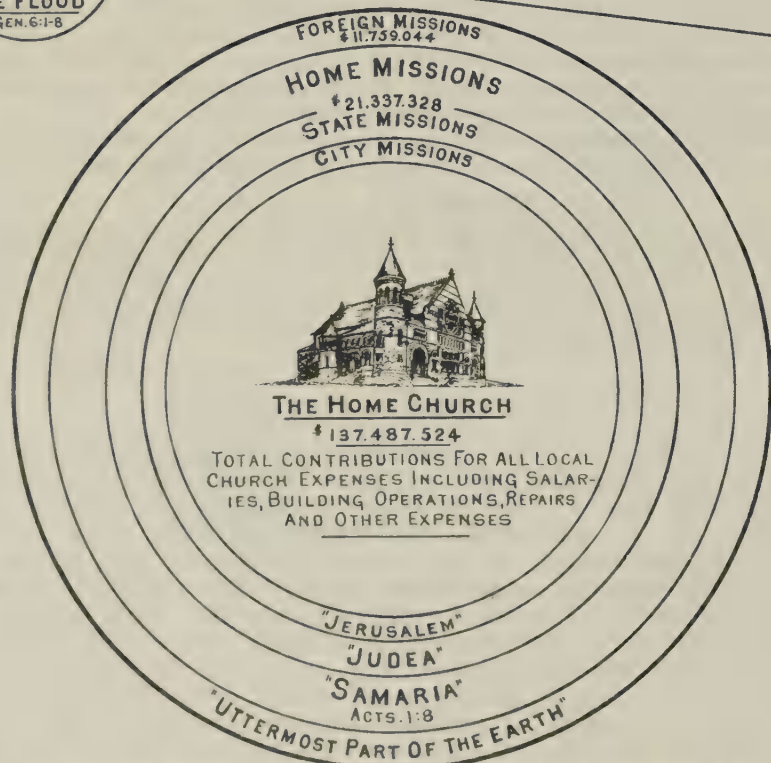 E FLOOD
GEN. 6:1-8
FOREIGN MISSIONS
$11.759.044
HOME MISSIONS
$21.337.328
STATE MISSIONS
CITY MISSIONS
THE HOME CHURCH
$137.487.524
TOTAL CONTRIBUTIONS FOR ALL LOCAL
CHURCH EXPENSES INCLUDING SALAR-
IES, BUILDING OPERATIONS, REPAIRS
AND OTHER EXPENSES
"JERUSALEM"
"JUDEA"
"SAMARIA"
ACTS. 1:8
"UTTERMOST PART OF THE EARTH"